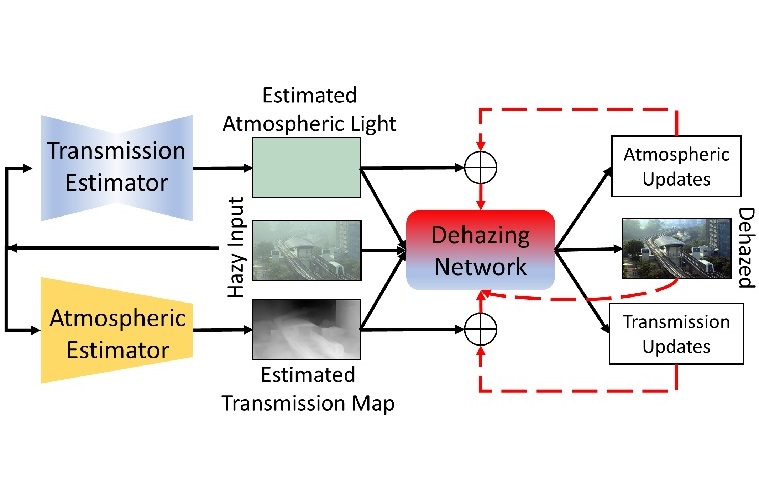 Estimated
Atmospheric Light
Transmission
Estimator
Atmospheric
Updates
Hazy Input
Dehazing
Network
Dehazed
Atmospheric
Estimator
Transmission
Updates
Estimated
Transmission Map